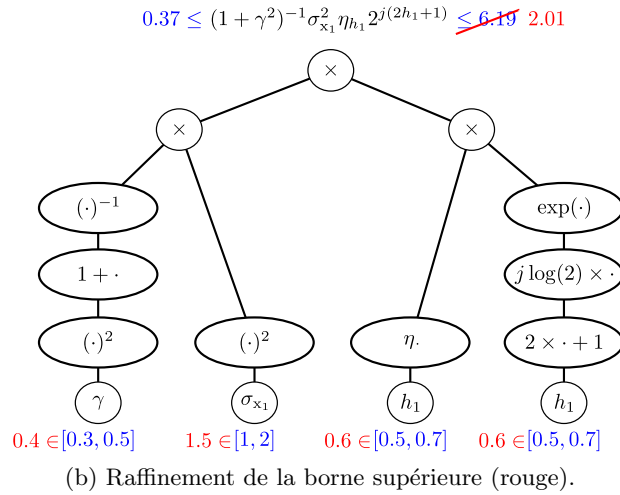 0.37 ≤ (1 + γ²)⁻¹σ²ₓ₁ηₕ₁2^{j(2h₁+1)} ≤ 6.19 2.01
×
× ×
(·)⁻¹ exp(·)
1 + · j log(2) × ·
(·)² (·)² η. 2 × · + 1
γ σₓ₁ h₁ h₁
0.4 ∈[0.3, 0.5] 1.5 ∈[1, 2] 0.6 ∈[0.5, 0.7] 0.6 ∈[0.5, 0.7]
(b) Raffinement de la borne supérieure (rouge).